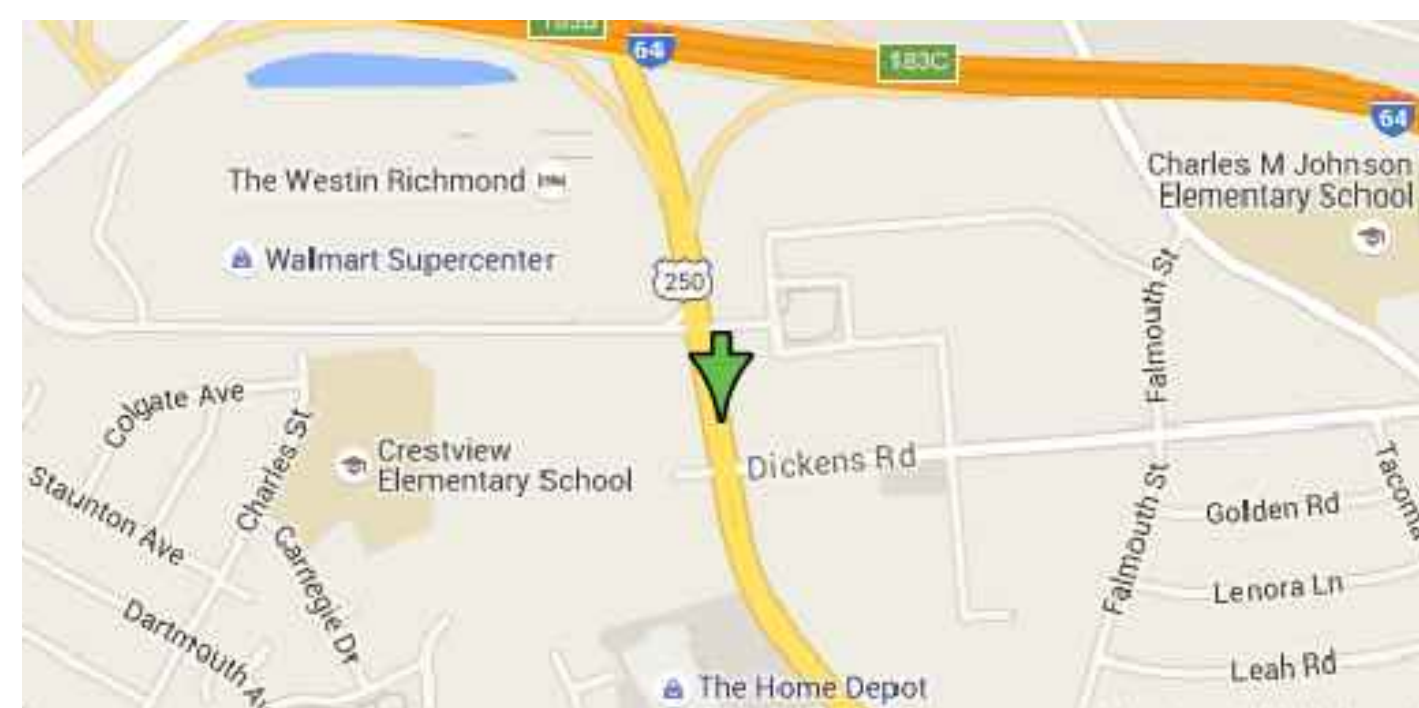 64
183C
64
The Westin Richmond
Charles M Johnson
Elementary School
Walmart Supercenter
250
Falmouth St
Colgate Ave
Charles St
Crestview
Elementary School
Dickens Rd
Staunton Ave
Falmouth St
Golden Rd
Tacoma
Carnegie Dr
Lenora Ln
Dartmouth Av
Leah Rd
The Home Depot